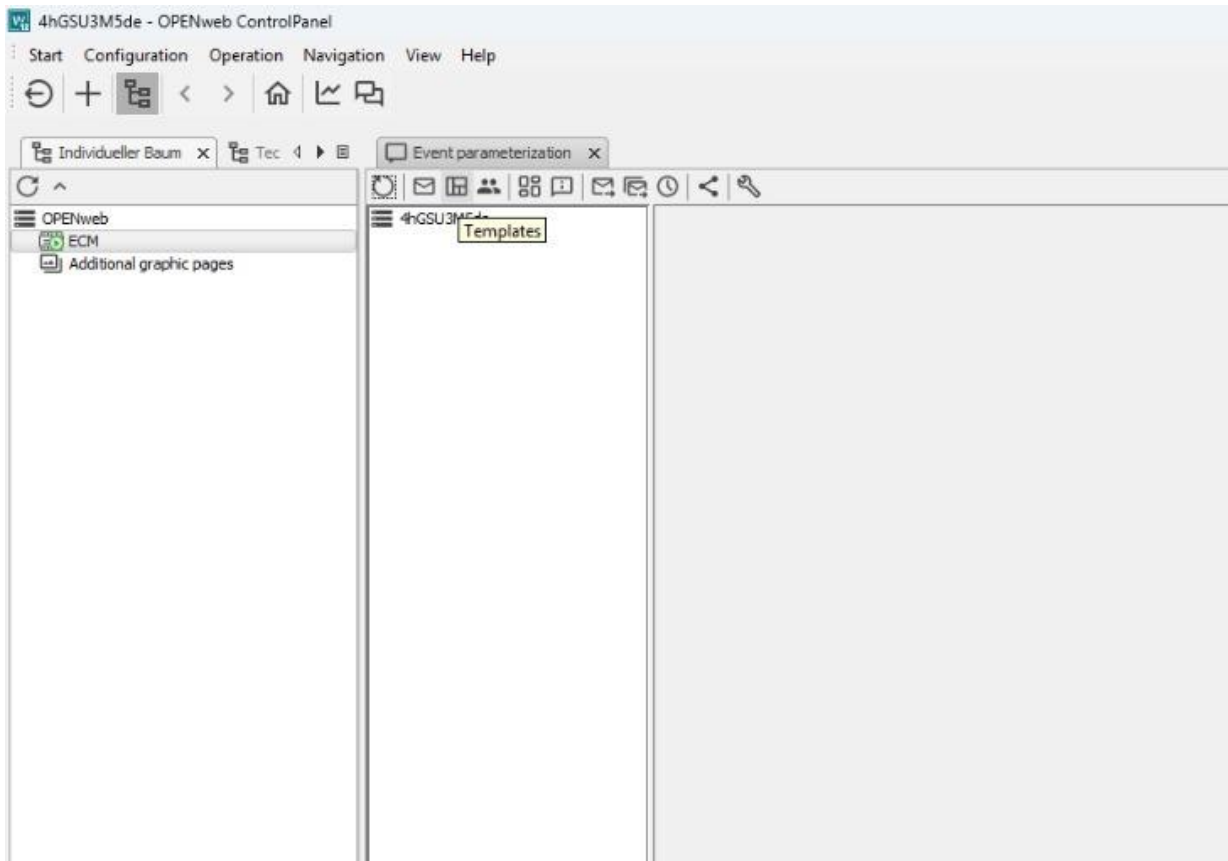 4hGSU3M5de - OPENweb ControlPanel
Start Configuration Operation Navigation View Help
Individueller Baum Tec Event parameterization
OPENweb 4hGSU3M5de
Templates
ECM
Additional graphic pages